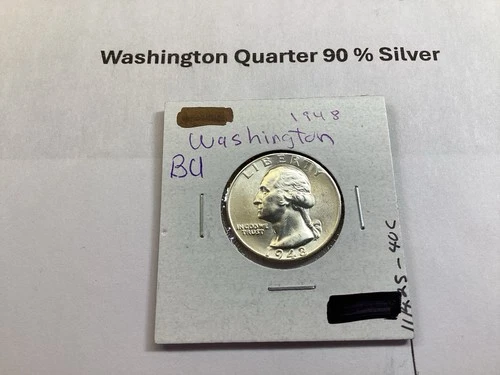 Washington Quarter 90 % Silver
1948
Washington
BU
LIBERTY
IN GOD WE
TRUST
1948